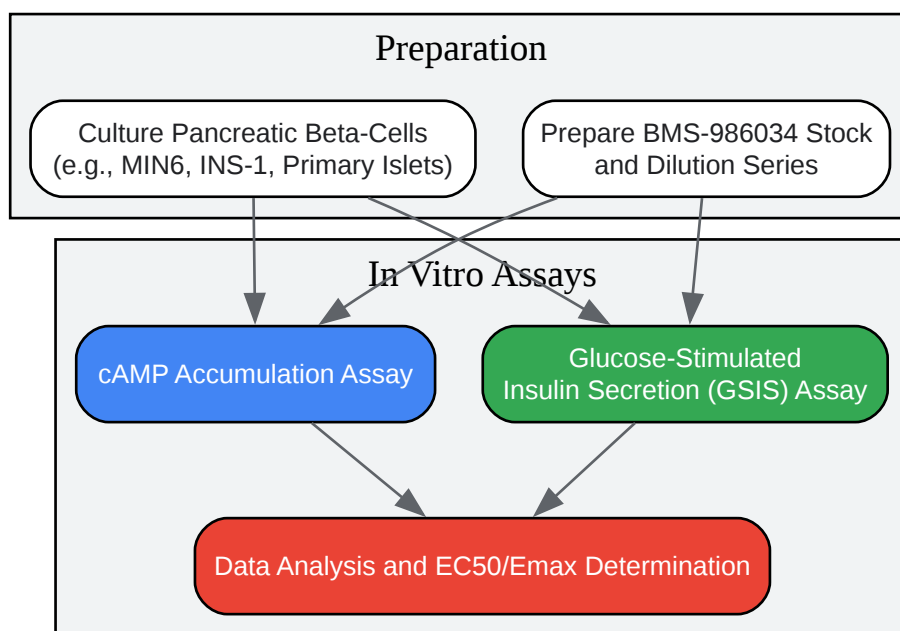 Preparation
Culture Pancreatic Beta-Cells
(e.g., MIN6, INS-1, Primary Islets)
Prepare BMS-986034 Stock
and Dilution Series
In Vitro Assays
cAMP Accumulation Assay
Glucose-Stimulated
Insulin Secretion (GSIS) Assay
Data Analysis and EC50/Emax Determination